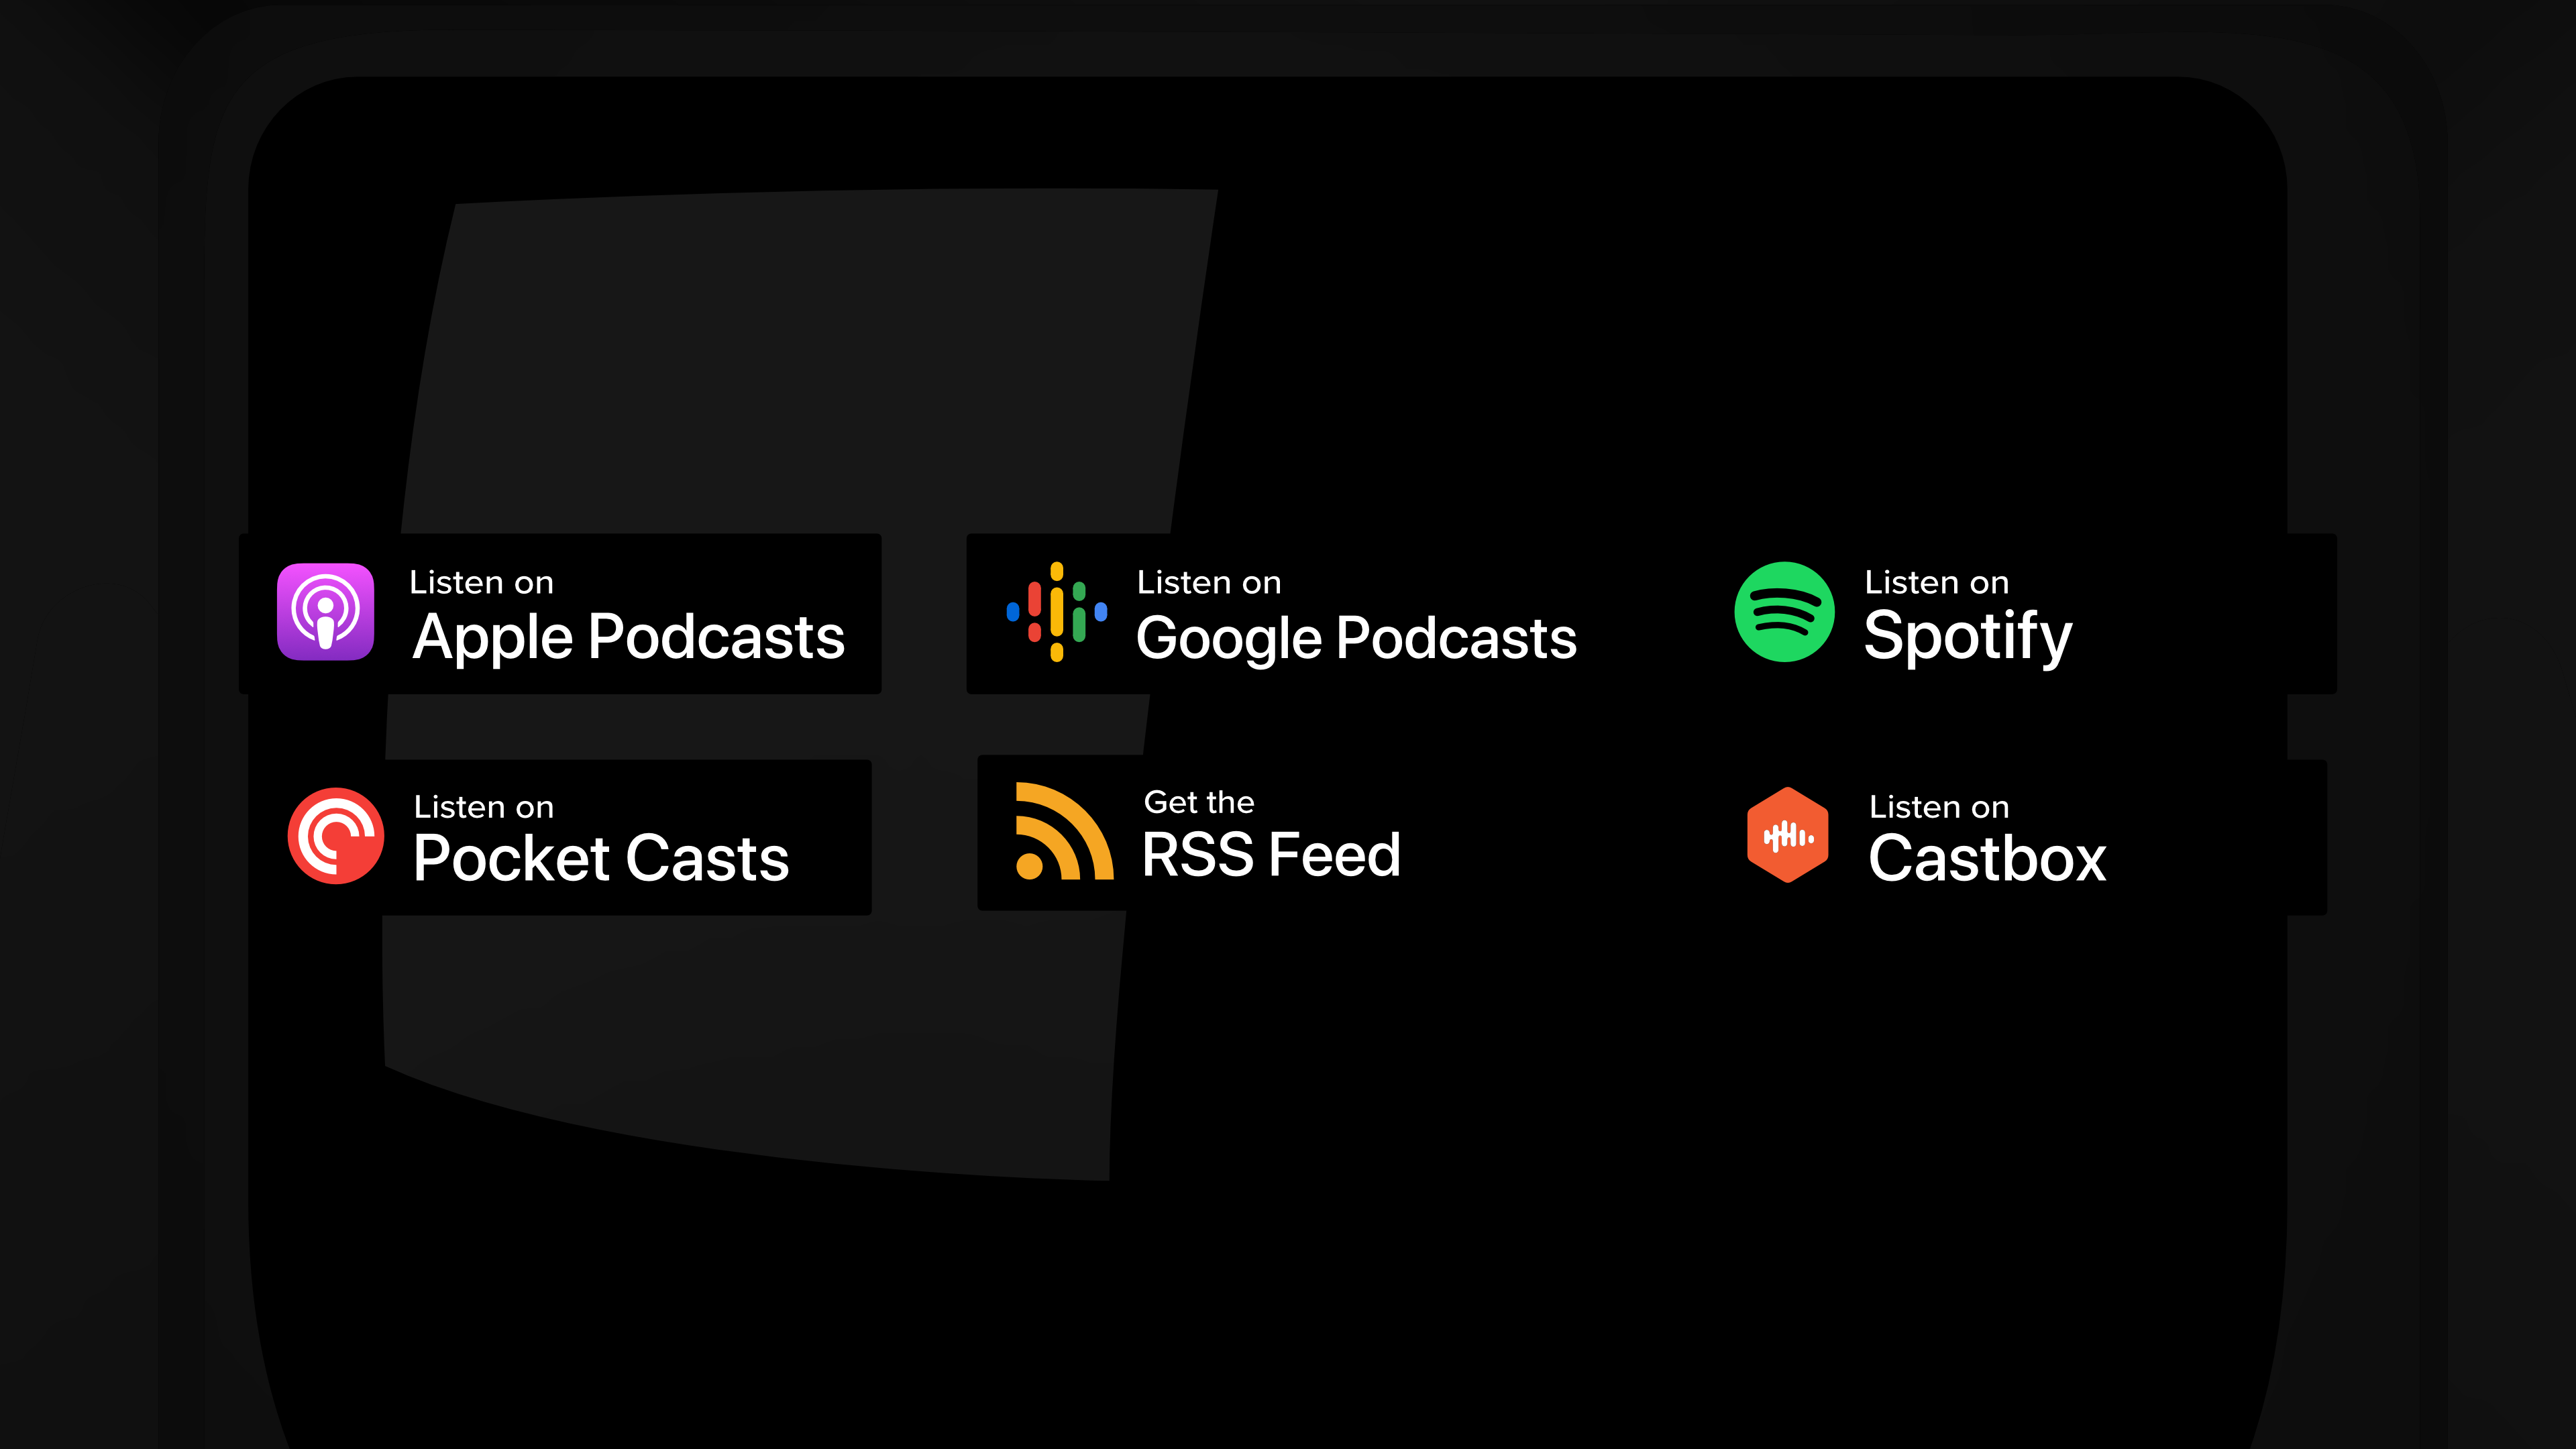 Listen on
Apple Podcasts
Listen on
Google Podcasts
Listen on
Spotify
Listen on
Pocket Casts
Get the
RSS Feed
Listen on
Castbox